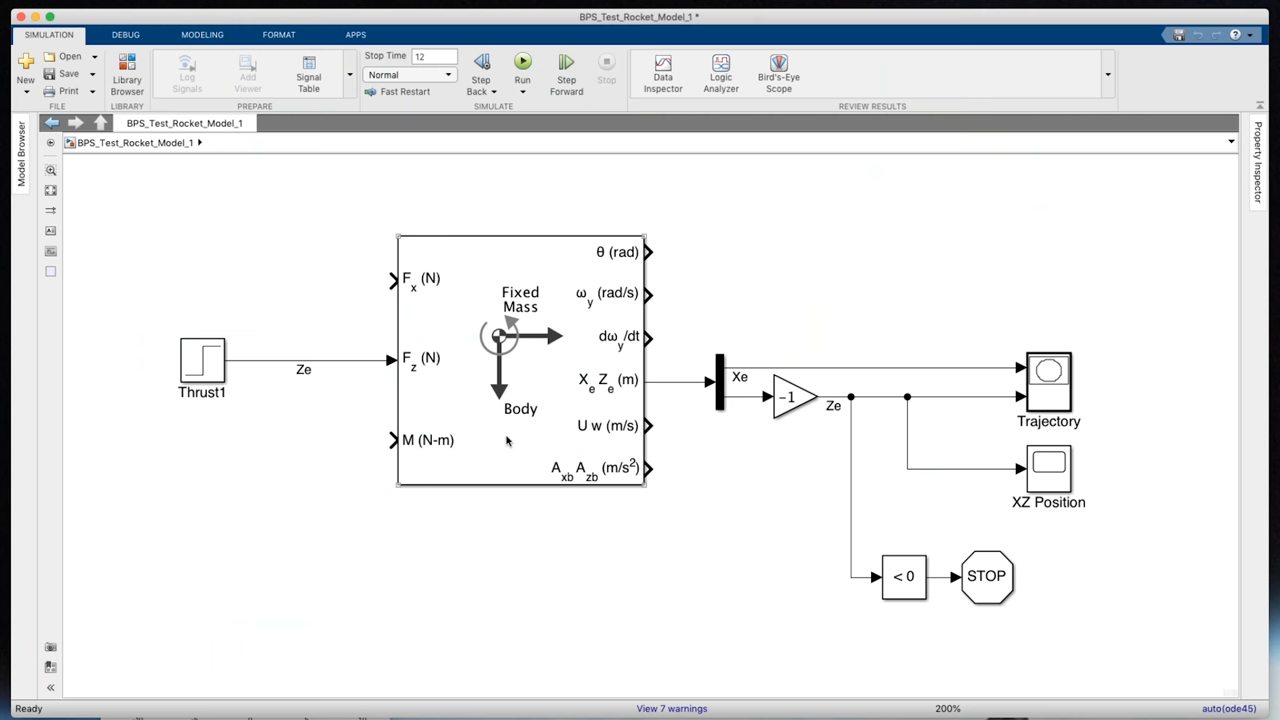 BPS_Test_Rocket_Model_1 *
SIMULATION
DEBUG
MODELING
FORMAT
APPS
New
Open
Save
Print
FILE
Library
Browser
LIBRARY
Log
Signals
Add
Viewer
Signal
Table
PREPARE
Stop Time 12
Normal
Fast Restart
Step
Back
Run
Step
Forward
Stop
SIMULATE
Data
Inspector
Logic
Analyzer
Bird's-Eye
Scope
REVIEW RESULTS
BPS_Test_Rocket_Model_1
BPS_Test_Rocket_Model_1
Model Browser
Property Inspector
Thrust1
Ze
Fx (N)
Fz (N)
M (N-m)
Fixed
Mass
Body
θ (rad)
ωy (rad/s)
dωy/dt
Xe Ze (m)
U w (m/s)
Axb Azb (m/s²)
Xe
-1
Ze
Trajectory
XZ Position
< 0
STOP
Ready
View 7 warnings
200%
auto(ode45)